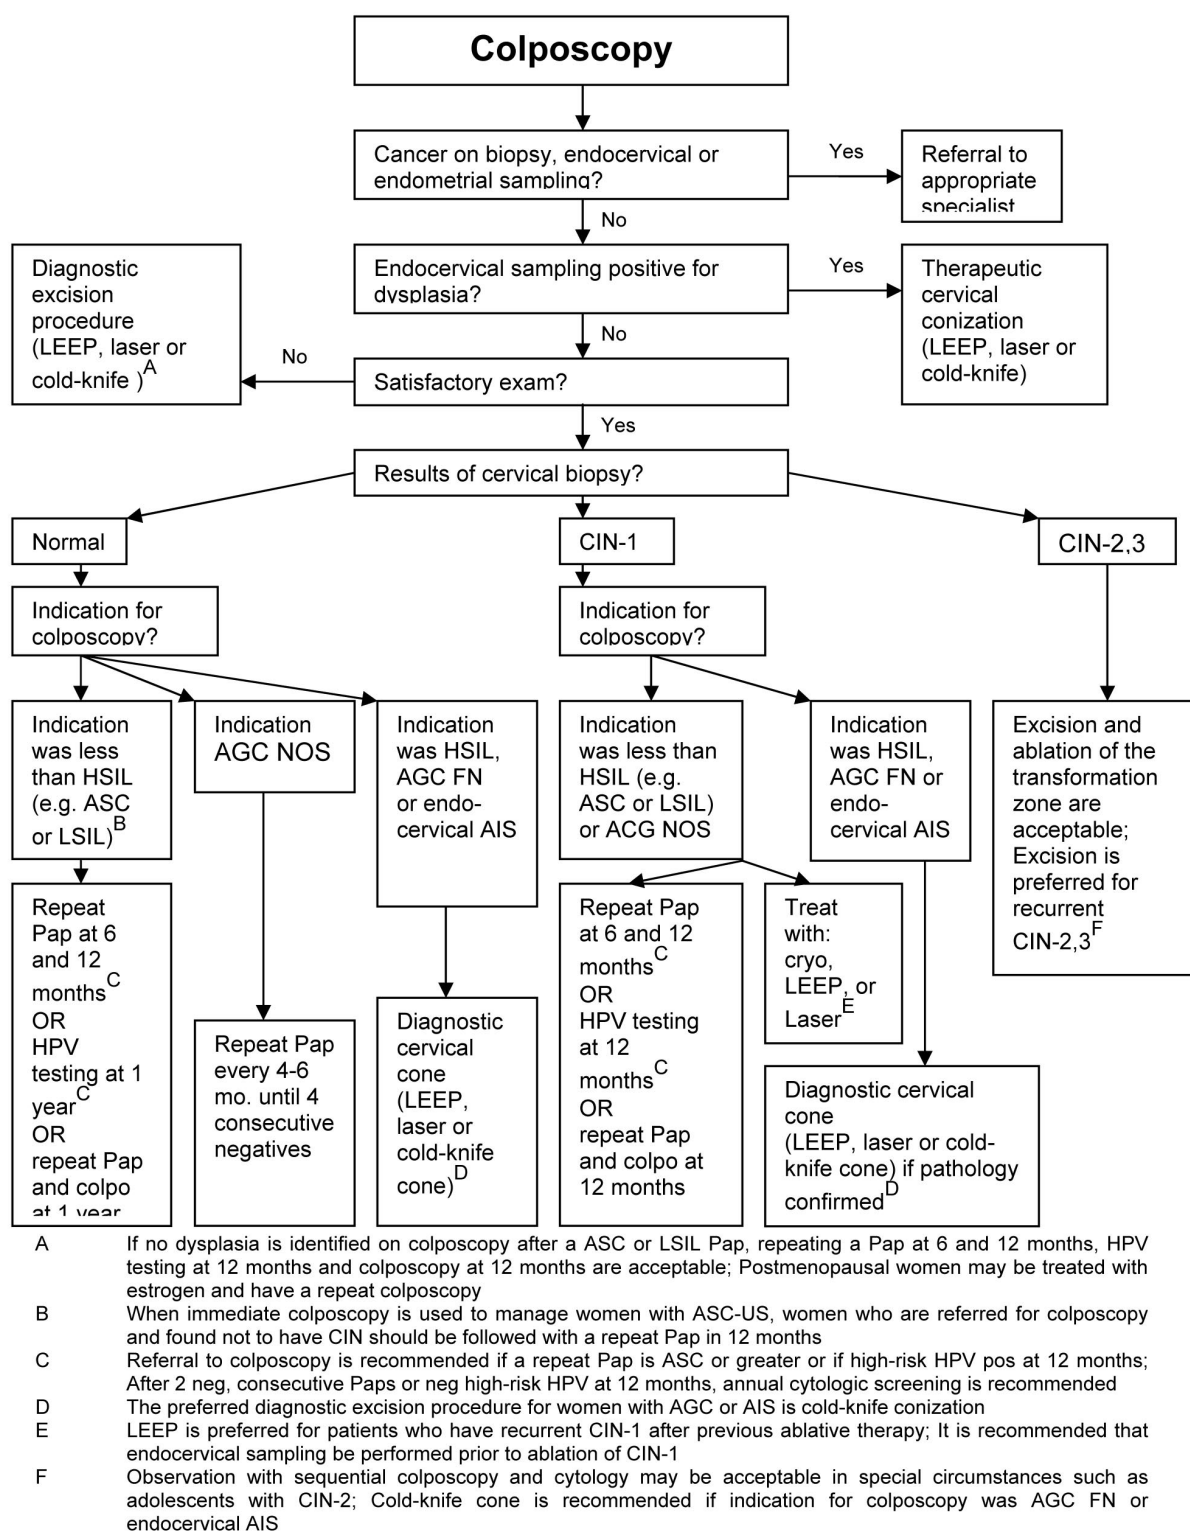 Colposcopy
Cancer on biopsy, endocervical or
endometrial sampling?
Yes
Referral to
appropriate
specialist
No
Diagnostic
excision
procedure
(LEEP, laser or
cold-knife )A
Endocervical sampling positive for
dysplasia?
Yes
Therapeutic
cervical
conization
(LEEP, laser or
cold-knife)
No
No
Satisfactory exam?
Yes
Results of cervical biopsy?
Normal
CIN-1
CIN-2,3
Indication for
colposcopy?
Indication for
colposcopy?
Indication
was less
than HSIL
(e.g. ASC
or LSIL)B
Indication
AGC NOS
Indication
was HSIL,
AGC FN
or endo-
cervical AIS
Indication
was less than
HSIL (e.g.
ASC or LSIL)
or ACG NOS
Indication
was HSIL,
AGC FN or
endo-
cervical AIS
Excision and
ablation of the
transformation
zone are
acceptable;
Excision is
preferred for
recurrent
CIN-2,3F
Repeat
Pap at 6
and 12
monthsC
OR
HPV
testing at 1
yearC
OR
repeat Pap
and colpo
at 1 year
Repeat Pap
every 4-6
mo. until 4
consecutive
negatives
Diagnostic
cervical
cone
(LEEP,
laser or
cold-knife
cone)D
Repeat Pap
at 6 and 12
monthsC
OR
HPV testing
at 12
monthsC
OR
repeat Pap
and colpo at
12 months
Treat
with:
cryo,
LEEP, or
LaserE
Diagnostic cervical
cone
(LEEP, laser or cold-
knife cone) if pathology
confirmedD
A If no dysplasia is identified on colposcopy after a ASC or LSIL Pap, repeating a Pap at 6 and 12 months, HPV
testing at 12 months and colposcopy at 12 months are acceptable; Postmenopausal women may be treated with
estrogen and have a repeat colposcopy
B When immediate colposcopy is used to manage women with ASC-US, women who are referred for colposcopy
and found not to have CIN should be followed with a repeat Pap in 12 months
C Referral to colposcopy is recommended if a repeat Pap is ASC or greater or if high-risk HPV pos at 12 months;
After 2 neg, consecutive Paps or neg high-risk HPV at 12 months, annual cytologic screening is recommended
D The preferred diagnostic excision procedure for women with AGC or AIS is cold-knife conization
E LEEP is preferred for patients who have recurrent CIN-1 after previous ablative therapy; It is recommended that
endocervical sampling be performed prior to ablation of CIN-1
F Observation with sequential colposcopy and cytology may be acceptable in special circumstances such as
adolescents with CIN-2; Cold-knife cone is recommended if indication for colposcopy was AGC FN or
endocervical AIS